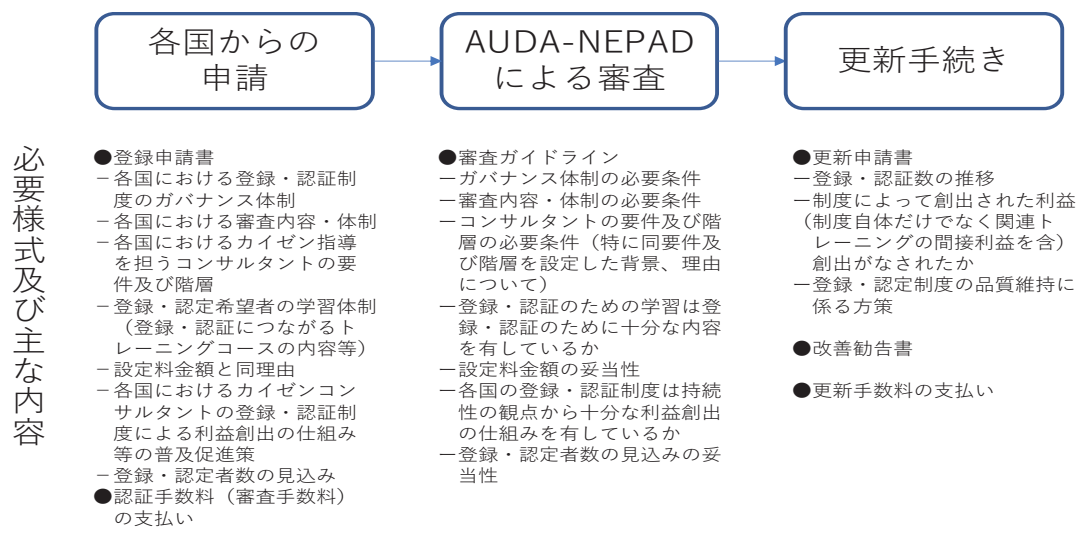 各国からの
申請
AUDA-NEPAD
による審査
更新手続き
必要様式及び主な内容
●登録申請書
－各国における登録・認証制
度のガバナンス体制
－各国における審査内容・体制
－各国におけるカイゼン指導
を担うコンサルタントの要
件及び階層
－登録・認定希望者の学習体制
（登録・認証につながるト
レーニングコースの内容等）
－設定料金額と同理由
－各国におけるカイゼンコン
サルタントの登録・認証制
度による利益創出の仕組み
等の普及促進策
－登録・認定者数の見込み
●認証手数料（審査手数料）
の支払い
●審査ガイドライン
ーガバナンス体制の必要条件
ー審査内容・体制の必要条件
ーコンサルタントの要件及び階
層の必要条件（特に同要件及
び階層を設定した背景、理由
について）
ー登録・認証のための学習は登
録・認証のために十分な内容
を有しているか
ー設定料金額の妥当性
ー各国の登録・認証制度は持続
性の観点から十分な利益創出
の仕組みを有しているか
ー登録・認定者数の見込みの妥
当性
●更新申請書
ー登録・認証数の推移
ー制度によって創出された利益
（制度自体だけでなく関連ト
レーニングの間接利益を含）
創出がなされたか
ー登録・認定制度の品質維持に
係る方策
●改善勧告書
●更新手数料の支払い